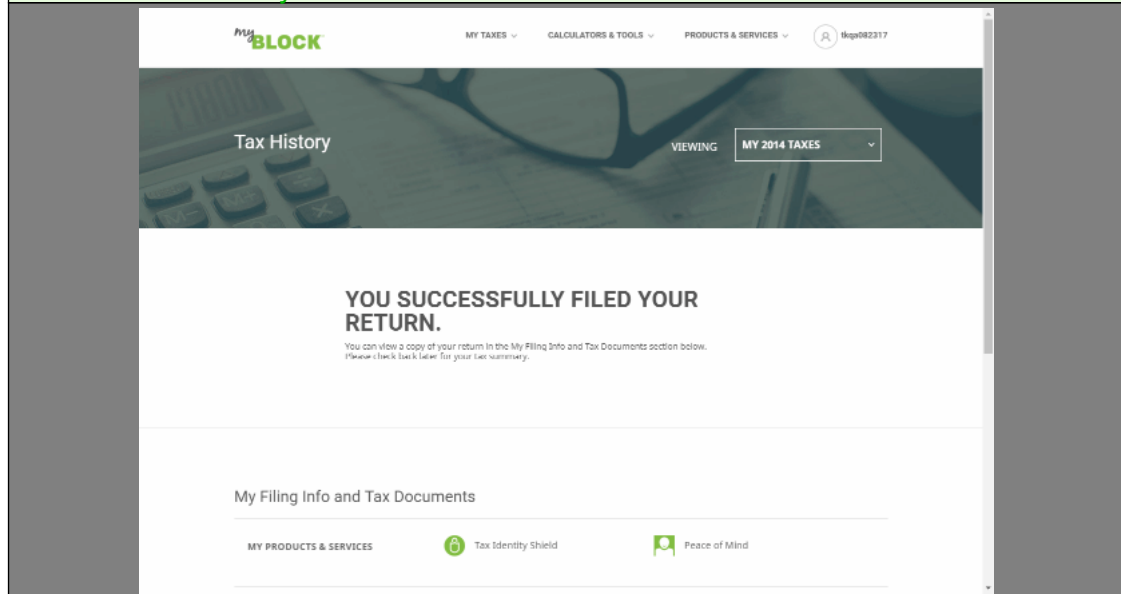 myBLOCK
MY TAXES
CALCULATORS & TOOLS
PRODUCTS & SERVICES
tkqa082317
Tax History
VIEWING
MY 2014 TAXES
YOU SUCCESSFULLY FILED YOUR
RETURN.
You can view a copy of your return in the My Filing Info and Tax Documents section below.
Please check back later for your tax summary.
My Filing Info and Tax Documents
MY PRODUCTS & SERVICES
Tax Identity Shield
Peace of Mind